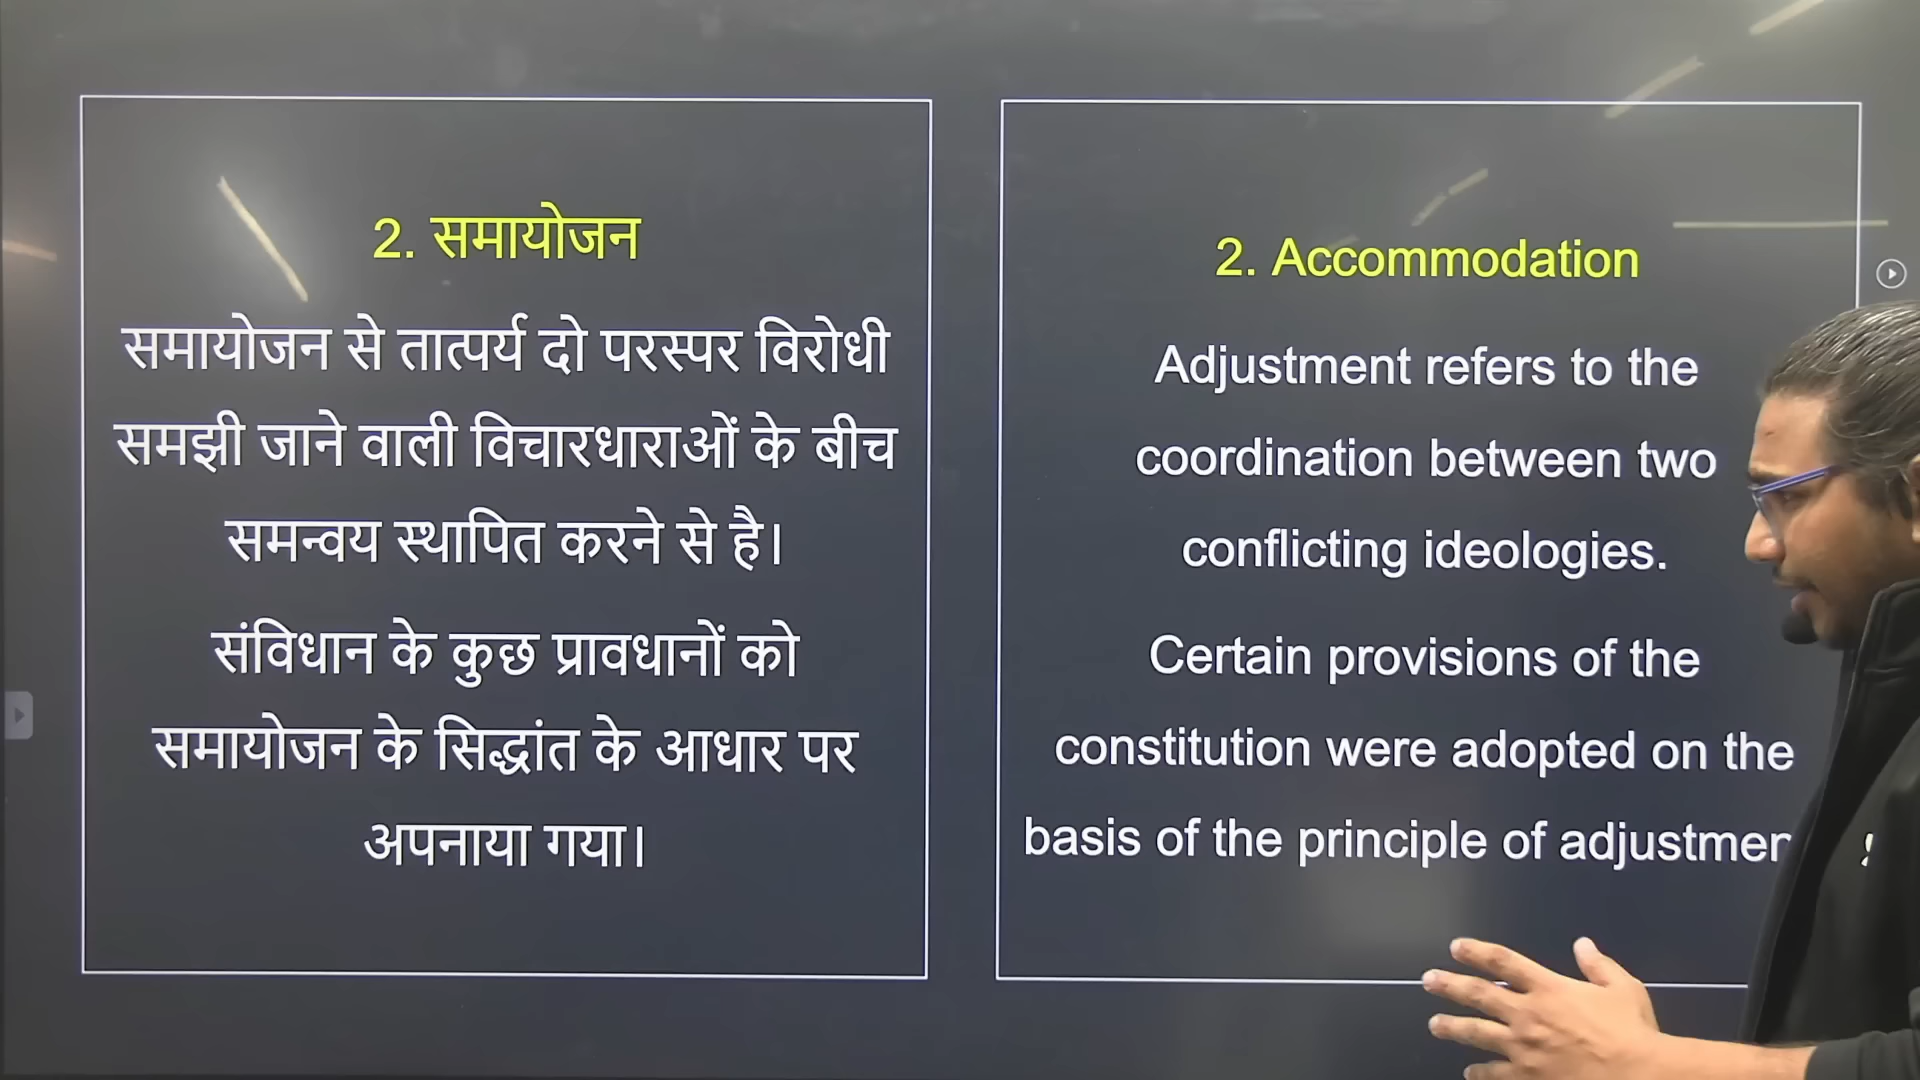 2. समायोजन
समायोजन से तात्पर्य दो परस्पर विरोधी
समझी जाने वाली विचारधाराओं के बीच
समन्वय स्थापित करने से है।
संविधान के कुछ प्रावधानों को
समायोजन के सिद्धांत के आधार पर
अपनाया गया।
2. Accommodation
Adjustment refers to the
coordination between two
conflicting ideologies.
Certain provisions of the
constitution were adopted on the
basis of the principle of